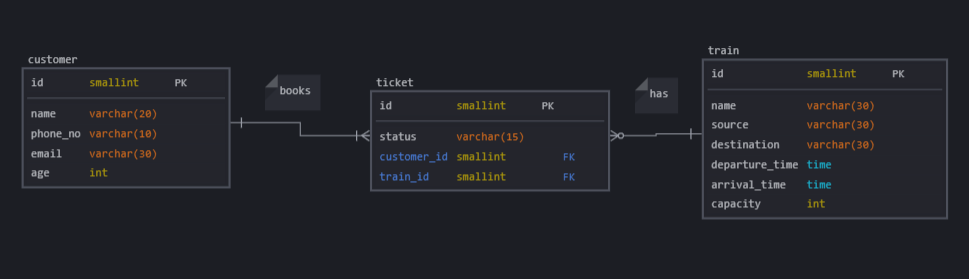 customer
id smallint PK
name varchar(20)
phone_no varchar(10)
email varchar(30)
age int
books
ticket
id smallint PK
status varchar(15)
customer_id smallint FK
train_id smallint FK
has
train
id smallint PK
name varchar(30)
source varchar(30)
destination varchar(30)
departure_time time
arrival_time time
capacity int